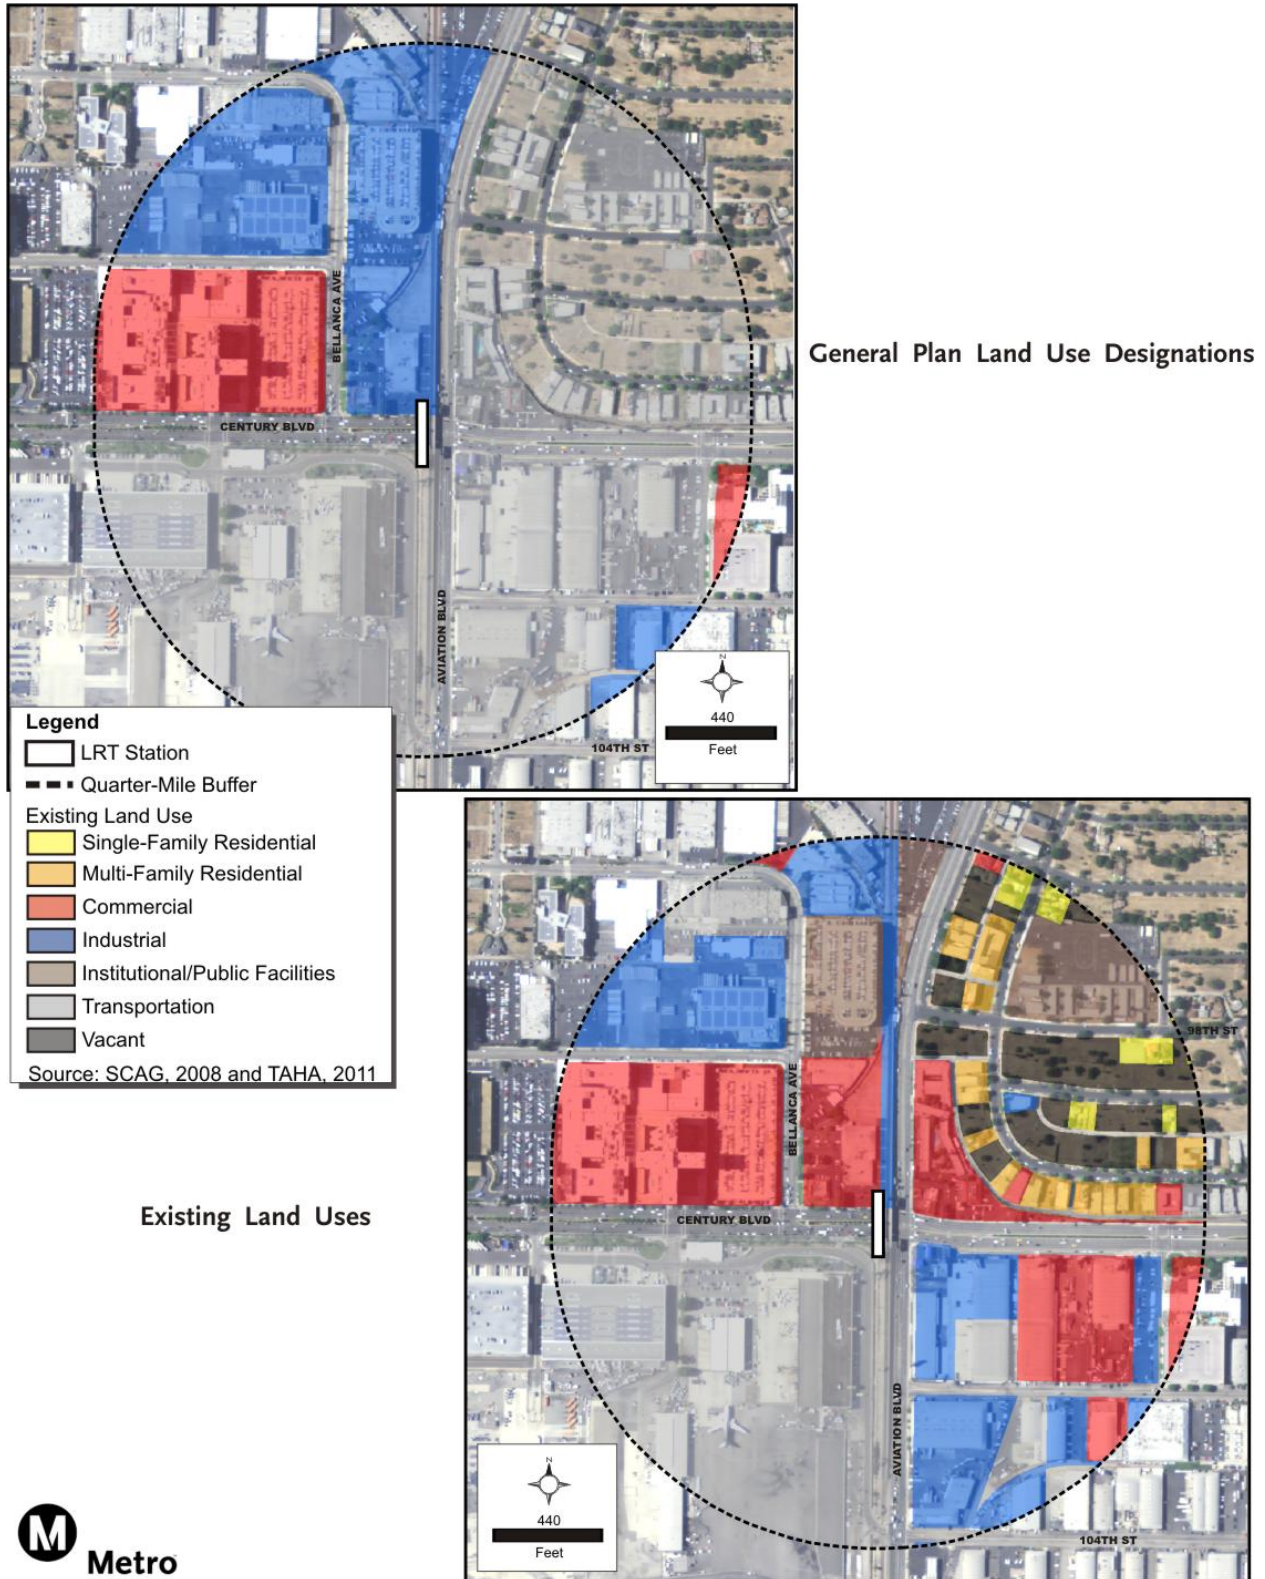 General Plan Land Use Designations
BELLANCA AVE
CENTURY BLVD
AVIATION BLVD
104TH ST
N
440
Feet
Legend
LRT Station
Quarter-Mile Buffer
Existing Land Use
Single-Family Residential
Multi-Family Residential
Commercial
Industrial
Institutional/Public Facilities
Transportation
Vacant
Source: SCAG, 2008 and TAHA, 2011
Existing Land Uses
98TH ST
BELLANCA AVE
CENTURY BLVD
AVIATION BLVD
104TH ST
N
440
Feet
M
Metro